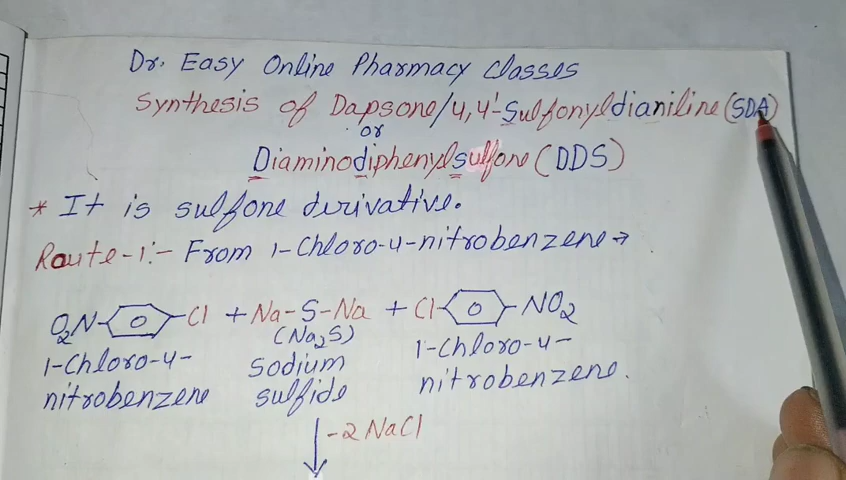 Dr. Easy Online Pharmacy Classes
Synthesis of Dapsone/4,4'-Sulfonyldianiline (SDA)
or
Diaminodiphenylsulfone (DDS)
* It is sulfone derivative.
Route-1:- From 1-Chloro-4-nitrobenzene→
O₂N- -Cl + Na-S-Na + Cl- -NO₂
(Na₂S)
1-Chloro-4- sodium 1-Chloro-4-
nitrobenzene sulfide nitrobenzene.
-2NaCl